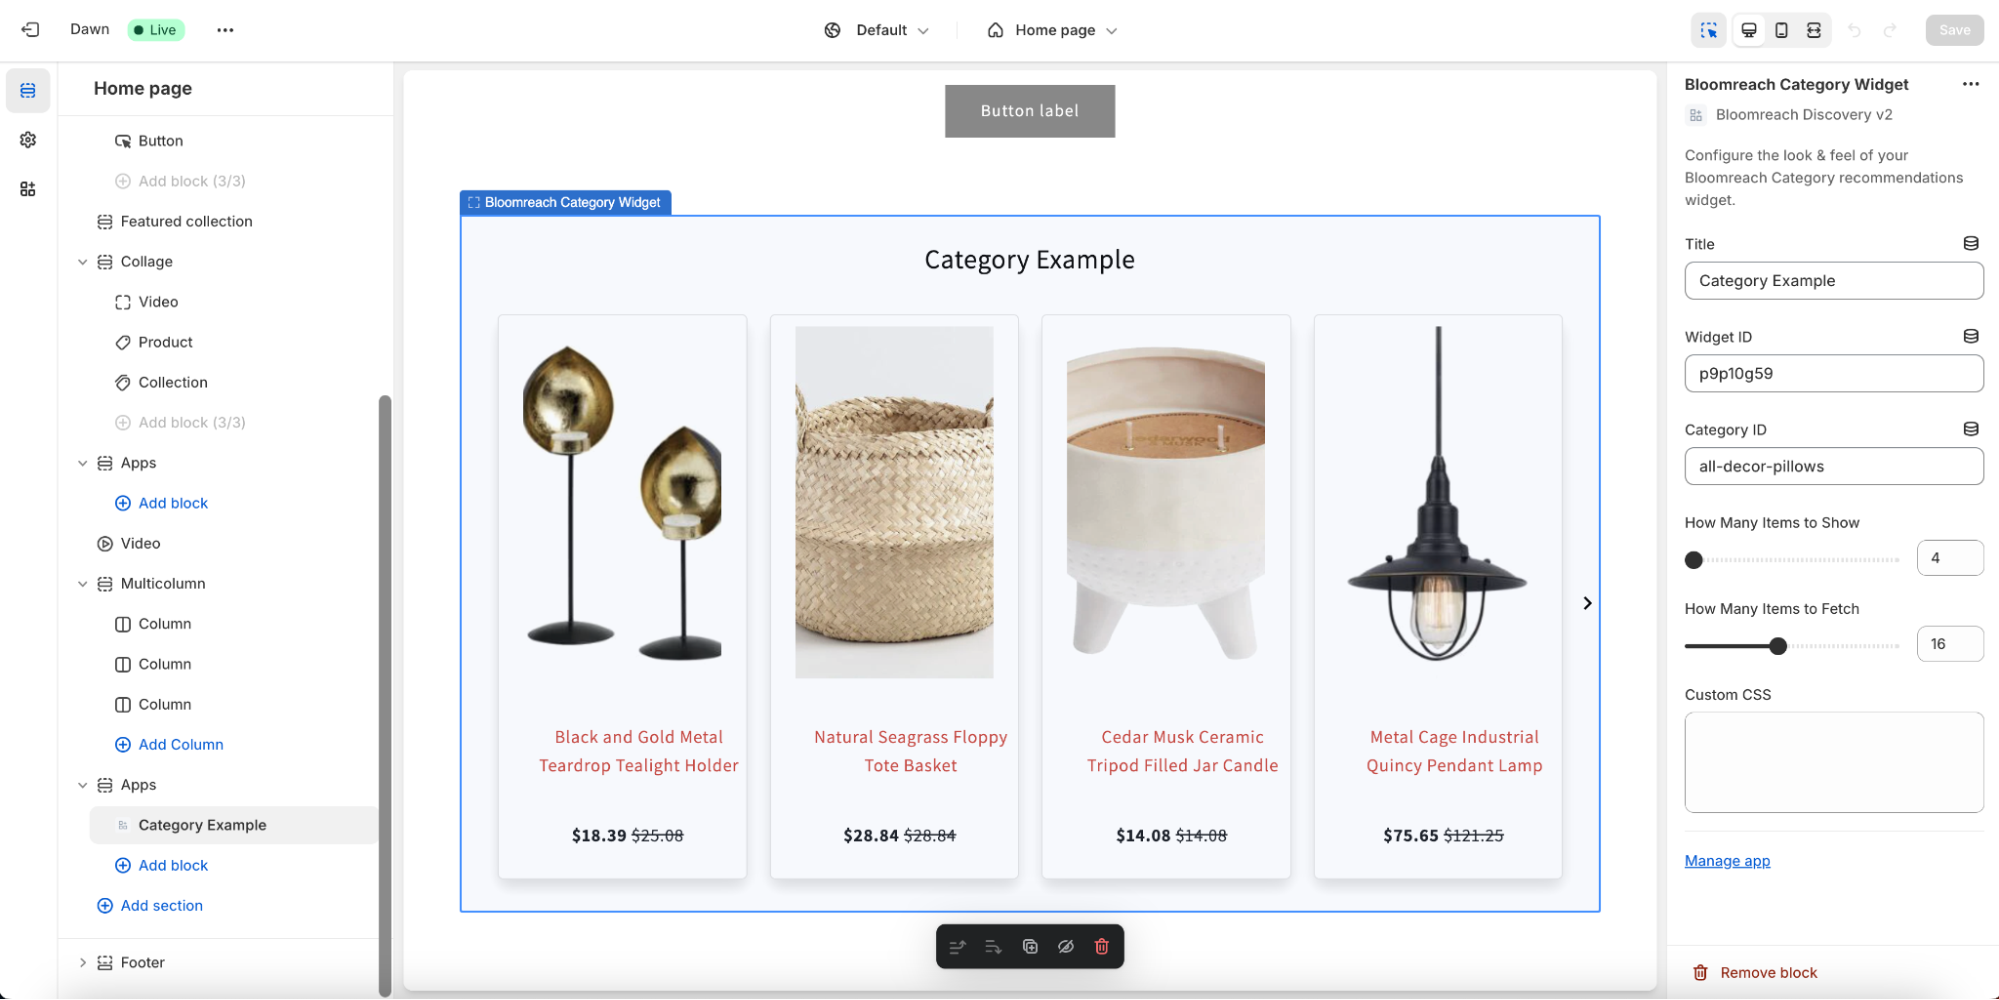 Dawn
Live
Default
Home page
Save
Home page
Button
Add block (3/3)
Featured collection
Collage
Video
Product
Collection
Add block (3/3)
Apps
Add block
Video
Multicolumn
Column
Column
Column
Add Column
Apps
Category Example
Add block
Add section
Footer
Button label
Bloomreach Category Widget
Category Example
Black and Gold Metal
Teardrop Tealight Holder
$18.39 $25.08
Natural Seagrass Floppy
Tote Basket
$28.84 $28.84
Cedar Musk Ceramic
Tripod Filled Jar Candle
$14.08 $14.08
Metal Cage Industrial
Quincy Pendant Lamp
$75.65 $121.25
Bloomreach Category Widget
Bloomreach Discovery v2
Configure the look & feel of your
Bloomreach Category recommendations
widget.
Title
Category Example
Widget ID
p9p10g59
Category ID
all-decor-pillows
How Many Items to Show
4
How Many Items to Fetch
16
Custom CSS
Manage app
Remove block